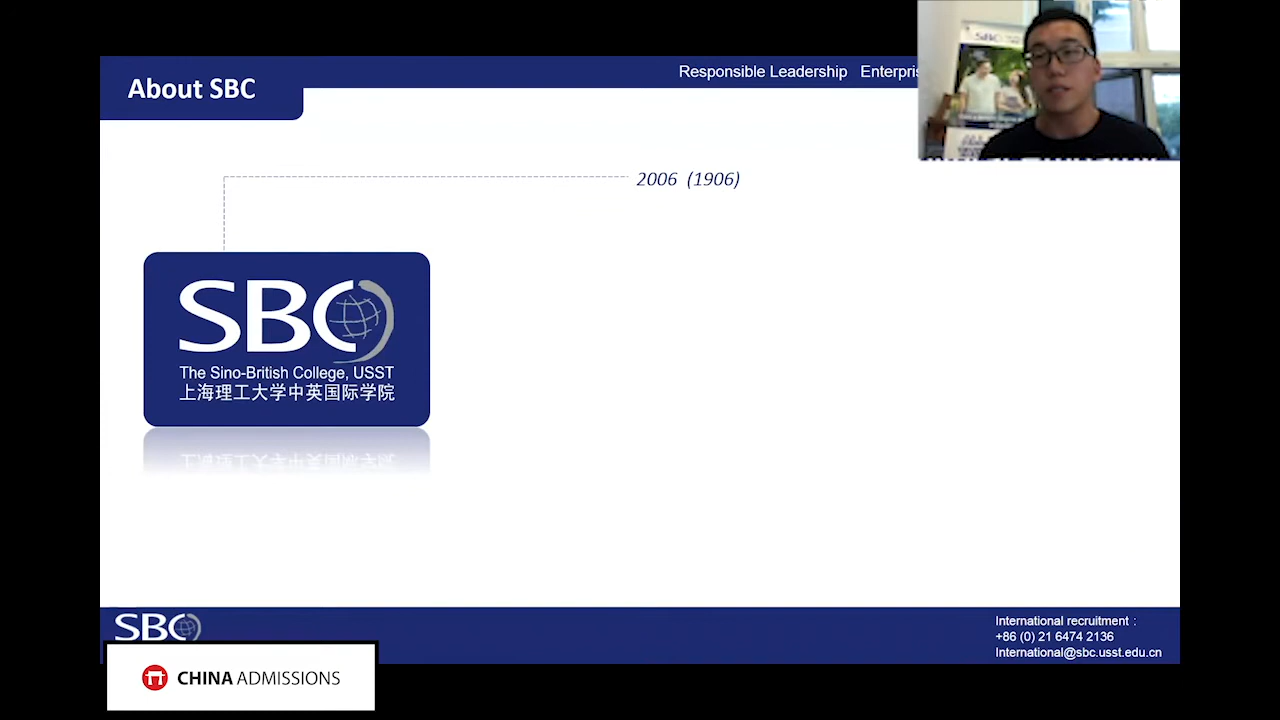 About SBC
Responsible Leadership Enterpris
SBC
2006 (1906)
SBC
The Sino-British College, USST
上海理工大学中英国际学院
SBC
International recruitment :
+86 (0) 21 6474 2136
International@sbc.usst.edu.cn
CHINA ADMISSIONS